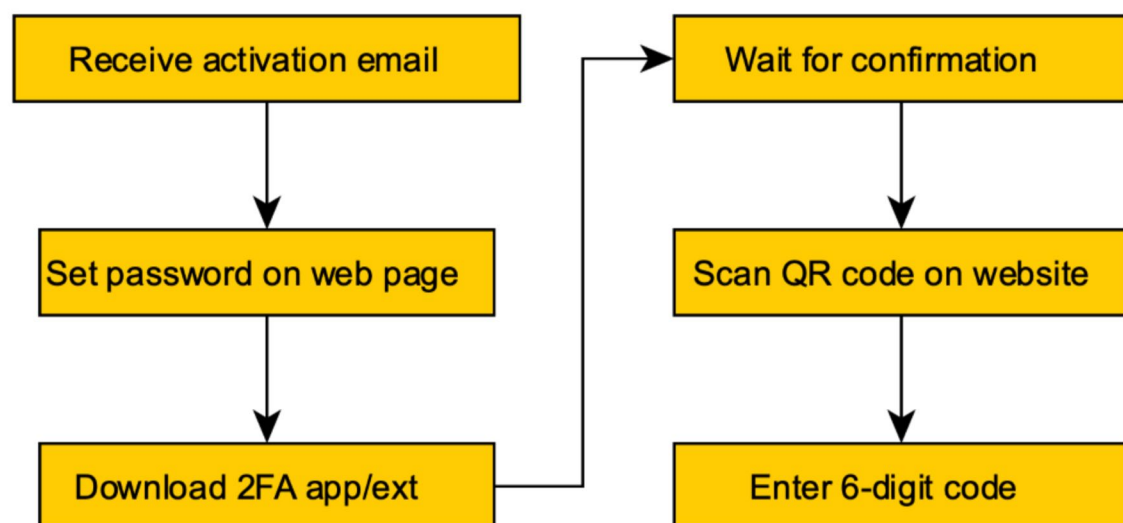 Receive activation email
Set password on web page
Download 2FA app/ext
Wait for confirmation
Scan QR code on website
Enter 6-digit code